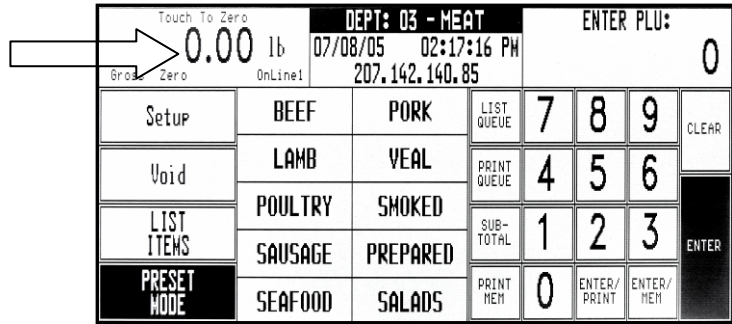 Touch To Zero
0.00 lb
Gross Zero OnLine1
DEPT: 03 - MEAT
07/08/05 02:17:16 PM
207.142.140.85
ENTER PLU:
0
Setup
Void
LIST
ITEMS
PRESET
MODE
BEEF PORK
LAMB VEAL
POULTRY SMOKED
SAUSAGE PREPARED
SEAFOOD SALADS
LIST
QUEUE
PRINT
QUEUE
SUB-
TOTAL
PRINT
MEM
7 8 9
4 5 6
1 2 3
0
ENTER/
PRINT
ENTER/
MEM
CLEAR
ENTER